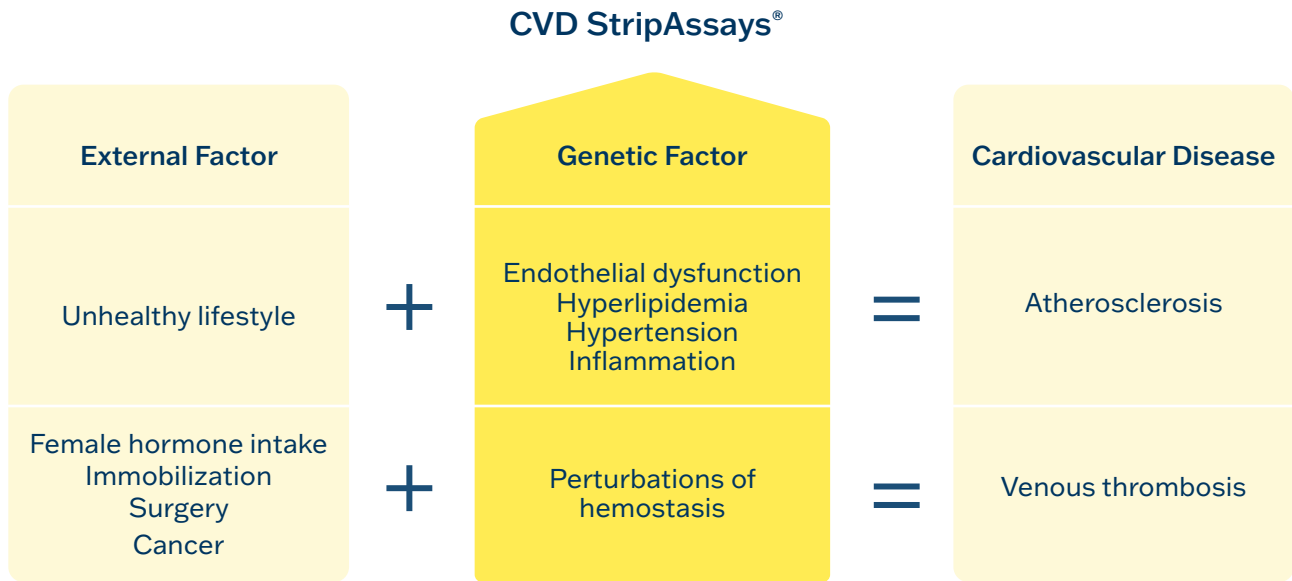 CVD StripAssays®
External Factor
Genetic Factor
Cardiovascular Disease
Unhealthy lifestyle
+
Endothelial dysfunction
Hyperlipidemia
Hypertension
Inflammation
=
Atherosclerosis
Female hormone intake
Immobilization
Surgery
Cancer
+
Perturbations of
hemostasis
=
Venous thrombosis